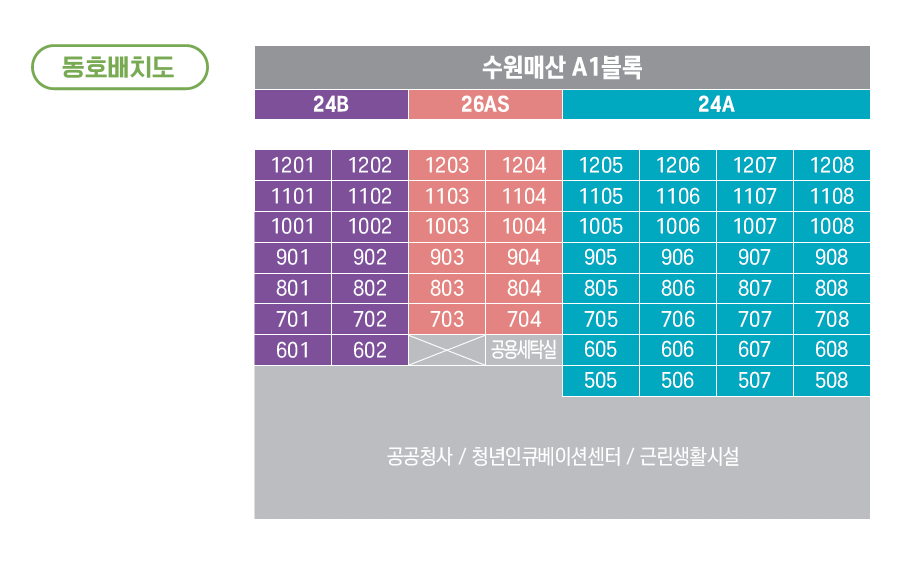 동호배치도
수원매산 A1블록
24B 26AS 24A
1201 1202 1203 1204 1205 1206 1207 1208
1101 1102 1103 1104 1105 1106 1107 1108
1001 1002 1003 1004 1005 1006 1007 1008
901 902 903 904 905 906 907 908
801 802 803 804 805 806 807 808
701 702 703 704 705 706 707 708
601 602 공용세탁실 605 606 607 608
505 506 507 508
공공청사 / 청년인큐베이션센터 / 근린생활시설